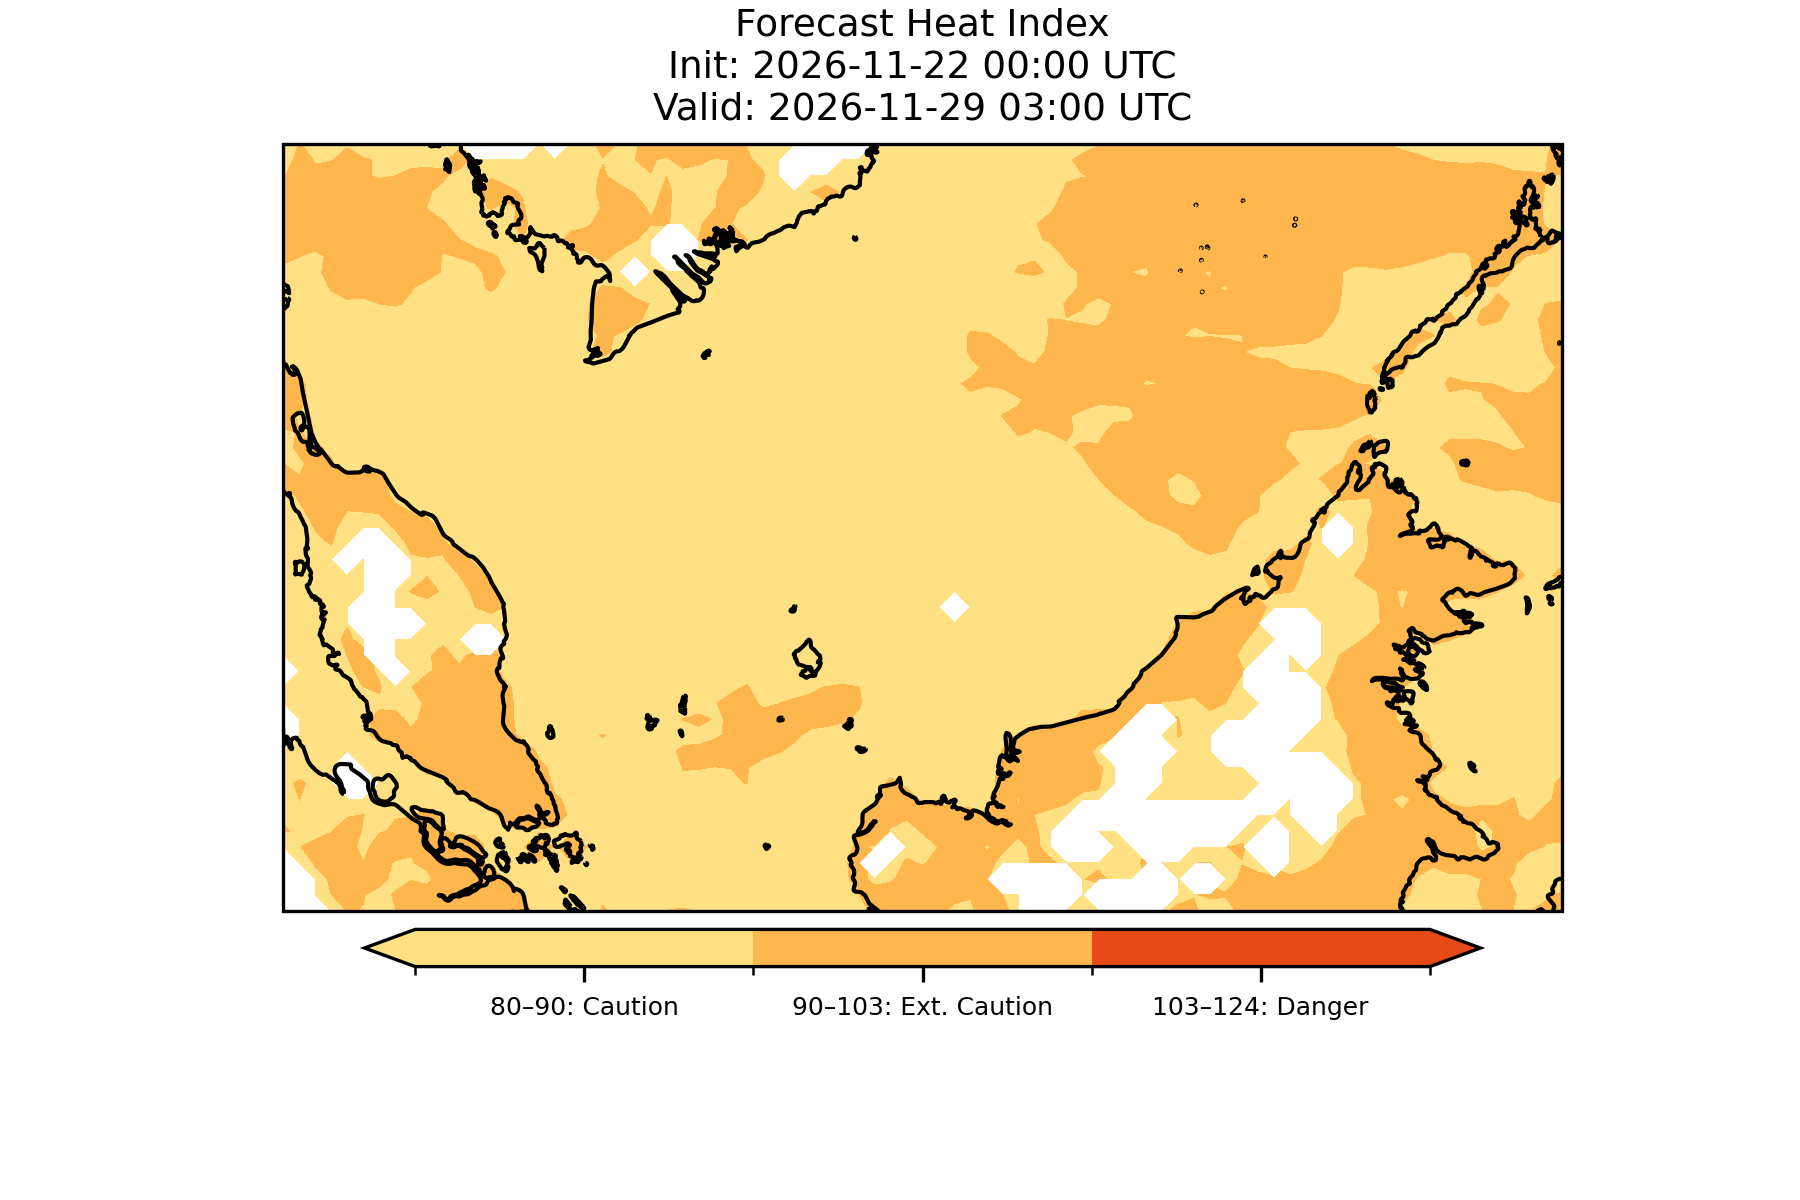 Forecast Heat Index
Init: 2026-11-22 00:00 UTC
Valid: 2026-11-29 03:00 UTC
80–90: Caution
90–103: Ext. Caution
103–124: Danger